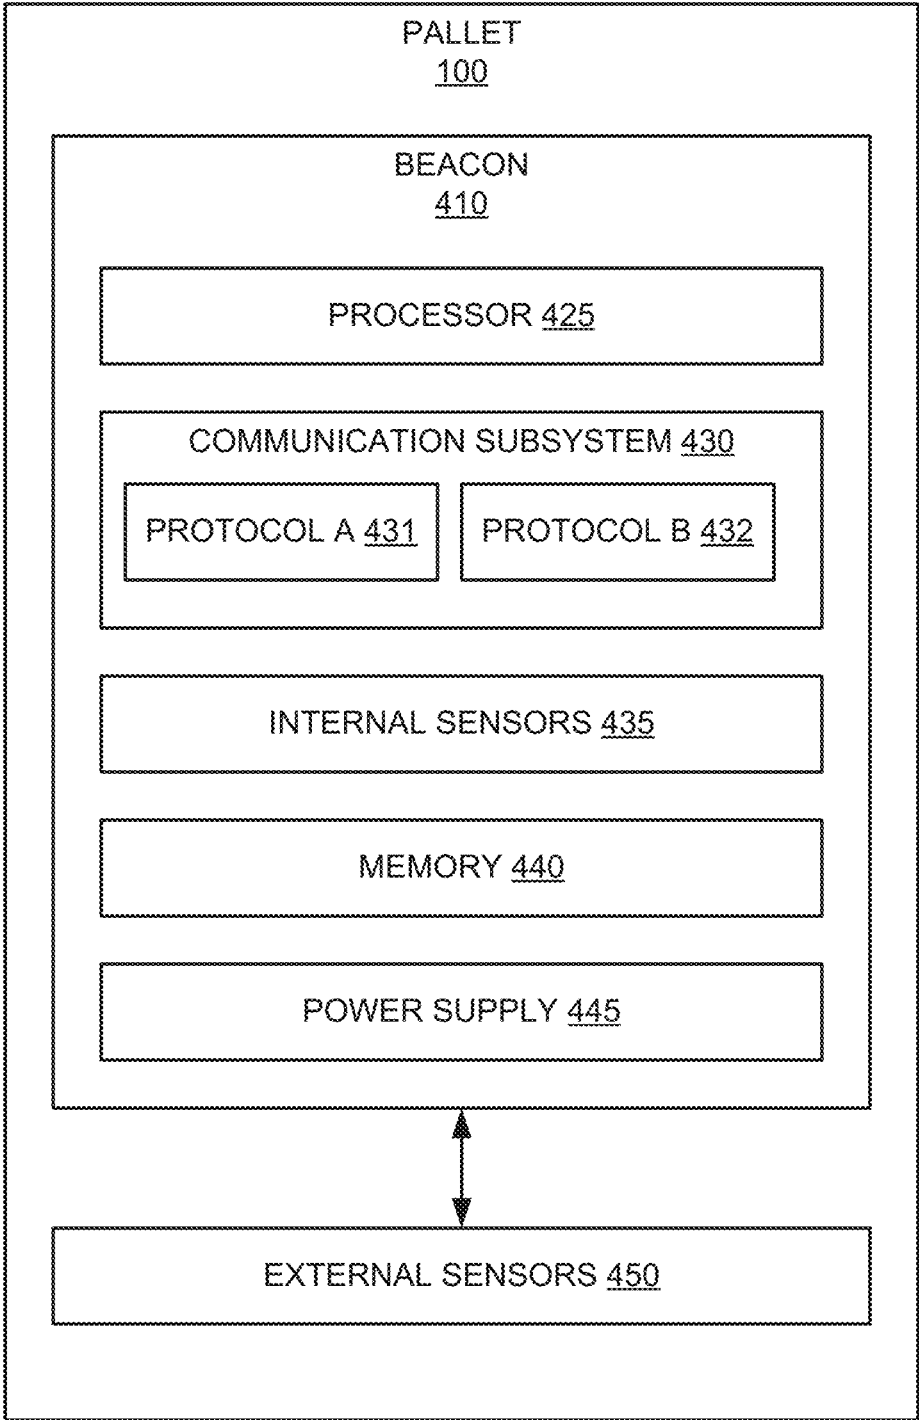 PALLET
100
BEACON
410
PROCESSOR 425
COMMUNICATION SUBSYSTEM 430
PROTOCOL A 431
PROTOCOL B 432
INTERNAL SENSORS 435
MEMORY 440
POWER SUPPLY 445
EXTERNAL SENSORS 450